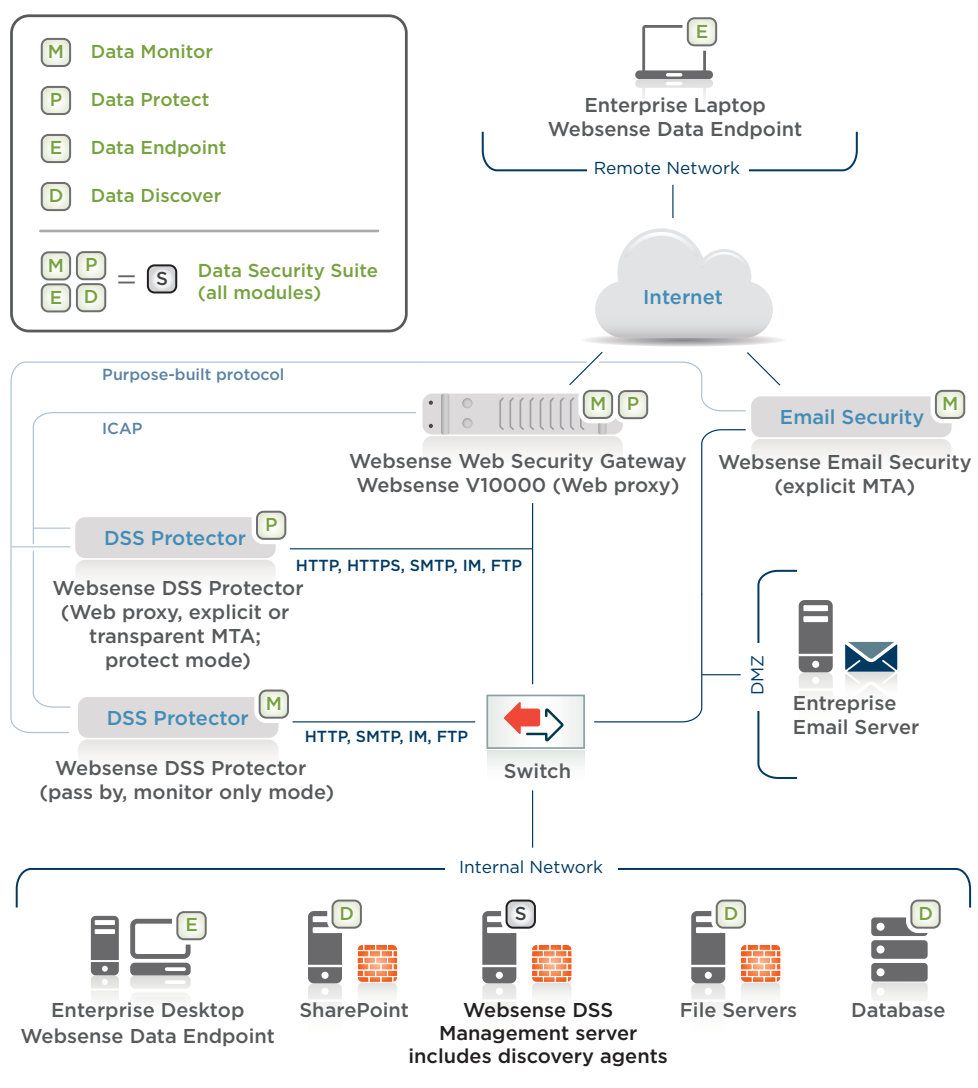 M Data Monitor
P Data Protect
E Data Endpoint
D Data Discover
M P
E D
= S
Data Security Suite
(all modules)
E
Enterprise Laptop
Websense Data Endpoint
Remote Network
Internet
Purpose-built protocol
ICAP
M P
Websense Web Security Gateway
Websense V10000 (Web proxy)
Email Security M
Websense Email Security
(explicit MTA)
DSS Protector P
Websense DSS Protector
(Web proxy, explicit or
transparent MTA;
protect mode)
HTTP, HTTPS, SMTP, IM, FTP
DSS Protector M
Websense DSS Protector
(pass by, monitor only mode)
HTTP, SMTP, IM, FTP
Switch
DMZ
Entreprise
Email Server
Internal Network
E
Enterprise Desktop
Websense Data Endpoint
D
SharePoint
S
Websense DSS
Management server
includes discovery agents
D
File Servers
D
Database